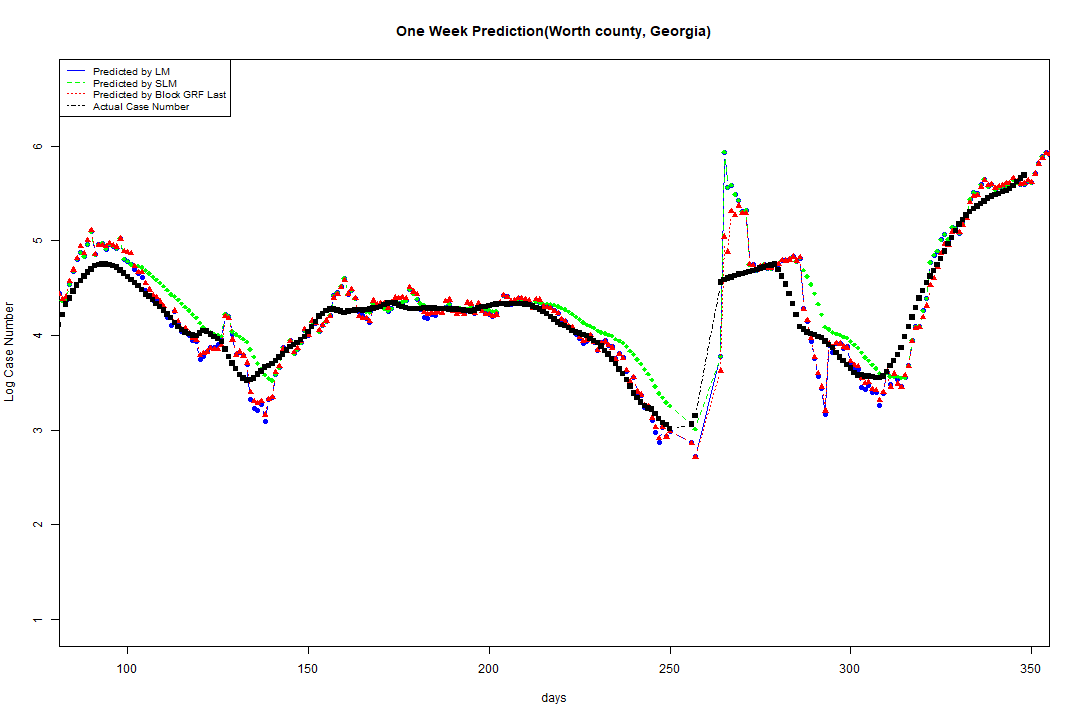 One Week Prediction(Worth county, Georgia)
Predicted by LM
Predicted by SLM
Predicted by Block GRF Last
Actual Case Number
6
5
4
3
2
1
Log Case Number
100 150 200 250 300 350
days